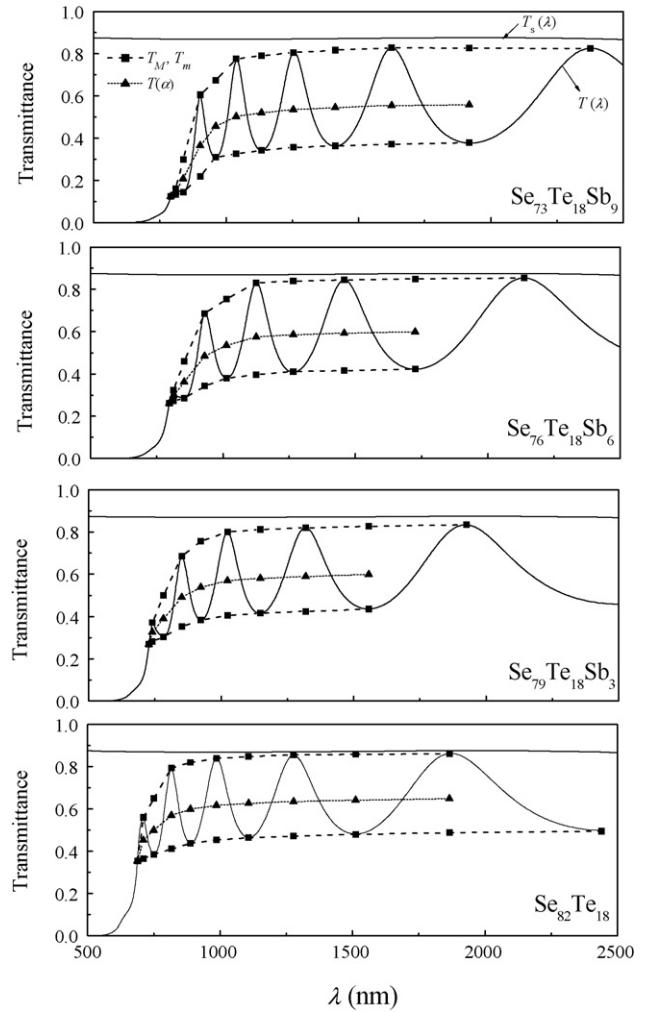 1.0
0.8
0.6
0.4
0.2
0.0
Transmittance
T_s (λ)
T_M, T_m
T(α)
T(λ)
Se73Te18Sb9
1.0
0.8
0.6
0.4
0.2
0.0
Transmittance
Se76Te18Sb6
1.0
0.8
0.6
0.4
0.2
0.0
Transmittance
Se79Te18Sb3
1.0
0.8
0.6
0.4
0.2
0.0
Transmittance
Se82Te18
500 1000 1500 2000 2500
λ (nm)